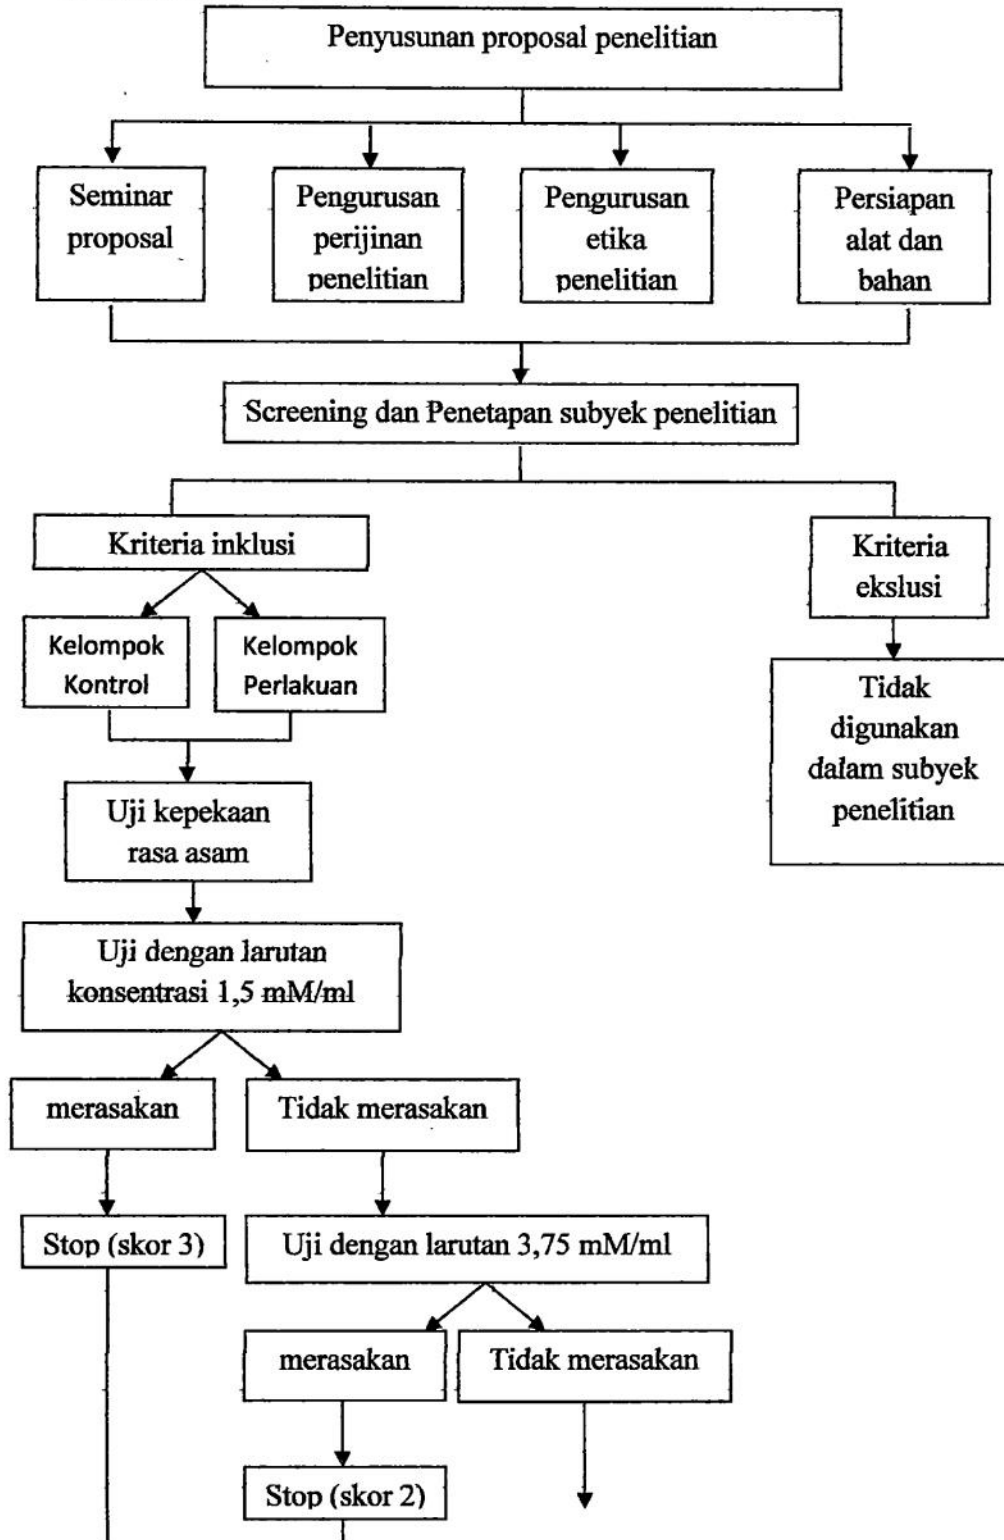 Penyusunan proposal penelitian
Seminar
proposal
Pengurusan
perijinan
penelitian
Pengurusan
etika
penelitian
Persiapan
alat dan
bahan
Screening dan Penetapan subyek penelitian
Kriteria inklusi
Kriteria
ekslusi
Kelompok
Kontrol
Kelompok
Perlakuan
Tidak
digunakan
dalam subyek
penelitian
Uji kepekaan
rasa asam
Uji dengan larutan
konsentrasi 1,5 mM/ml
merasakan
Tidak merasakan
Stop (skor 3)
Uji dengan larutan 3,75 mM/ml
merasakan
Tidak merasakan
Stop (skor 2)